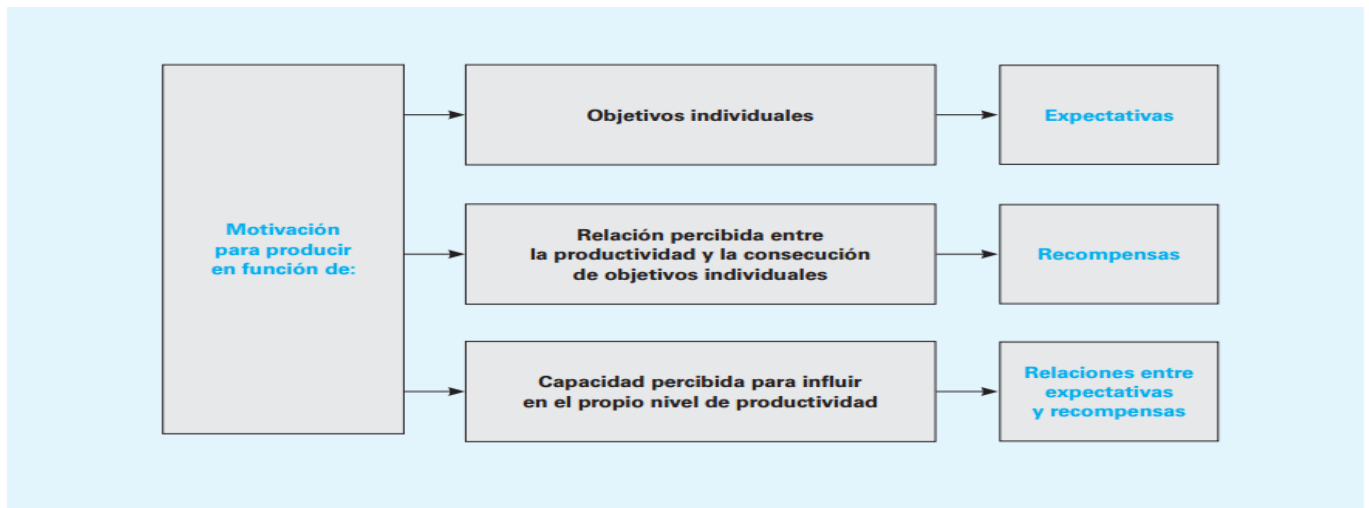 Motivación
para producir
en función de:
Objetivos individuales
Expectativas
Relación percibida entre
la productividad y la consecución
de objetivos individuales
Recompensas
Capacidad percibida para influir
en el propio nivel de productividad
Relaciones entre
expectativas
y recompensas